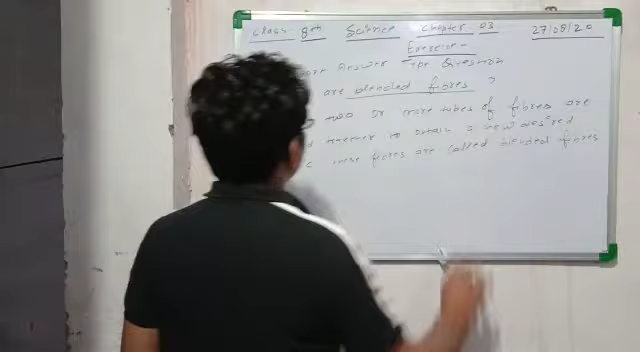 Class 8th Science Chapter 03 27/08/20
Exercise -
Answer The Question
are blended fibres ?
two or more types of fibres are
together to obtain a new desired
these fibres are called blended fibres